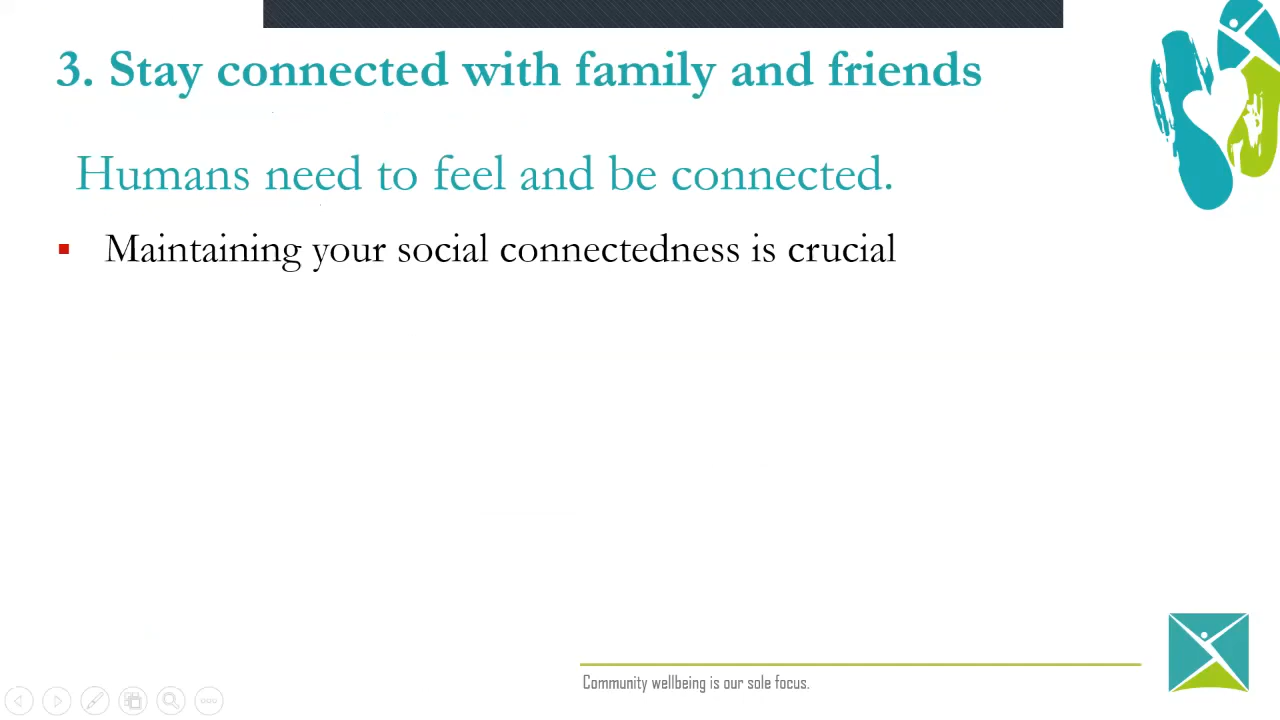 3. Stay connected with family and friends
Humans need to feel and be connected.
Maintaining your social connectedness is crucial
Community wellbeing is our sole focus.